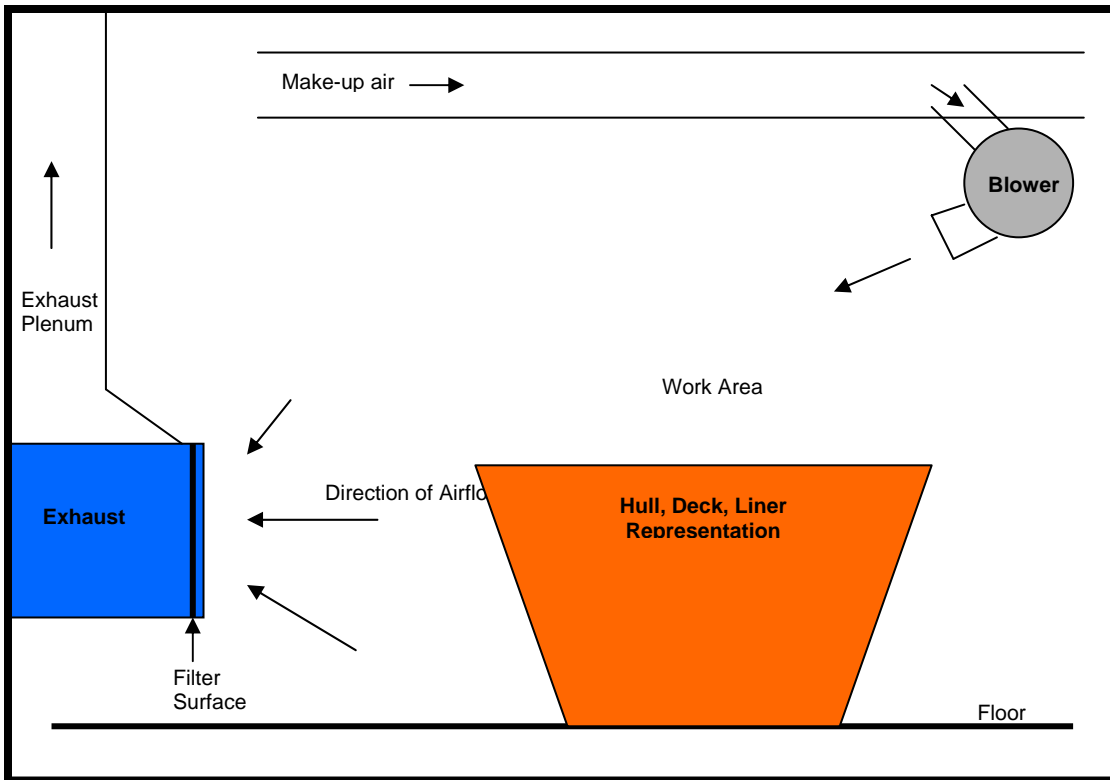 Make-up air
Blower
Exhaust
Plenum
Work Area
Direction of Airflo
Exhaust
Hull, Deck, Liner
Representation
Filter
Surface
Floor